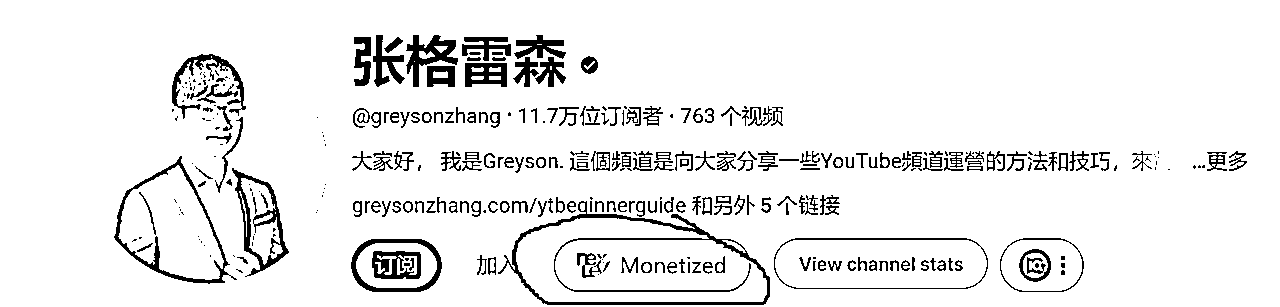 张格雷森
@greysonzhang · 11.7万位订阅者 · 763 个视频
大家好， 我是Greyson. 這個頻道是向大家分享一些YouTube頻道運營的方法和技巧，來 ...更多
greysonzhang.com/ytbeginnerguide 和另外 5 个链接
订阅 加入 Monetized View channel stats